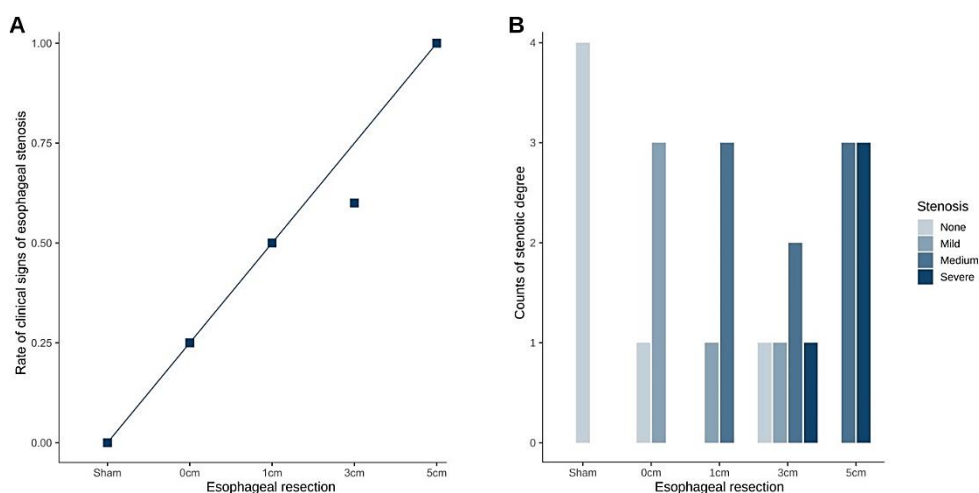 A
Rate of clinical signs of esophageal stenosis
1.00
0.75
0.50
0.25
0.00
Sham 0cm 1cm 3cm 5cm
Esophageal resection
B
Counts of stenotic degree
4
3
2
1
0
Sham 0cm 1cm 3cm 5cm
Esophageal resection
Stenosis
None
Mild
Medium
Severe